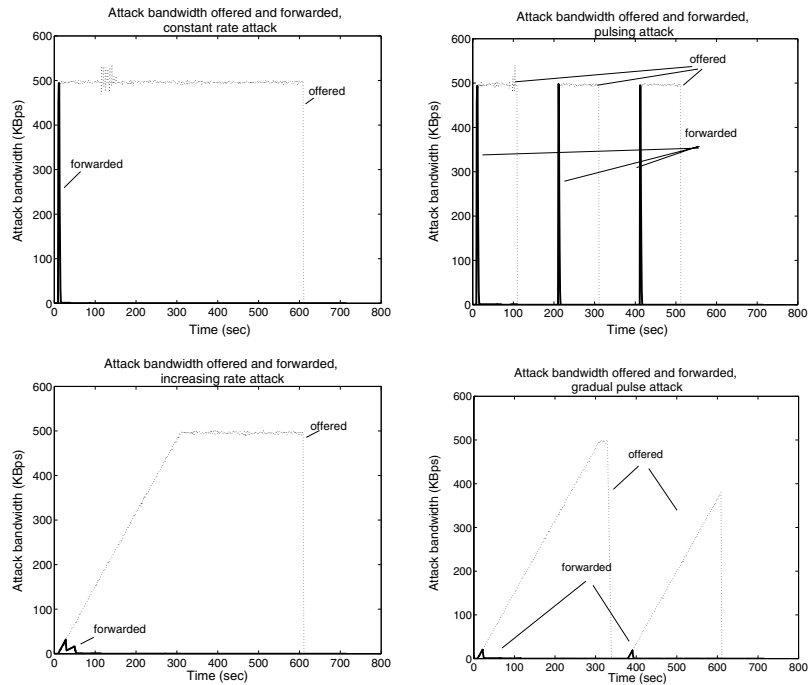 Attack bandwidth offered and forwarded,
constant rate attack
600
500
400
300
200
100
0
Attack bandwidth (KBps)
offered
forwarded
0 100 200 300 400 500 600 700 800
Time (sec)
Attack bandwidth offered and forwarded,
pulsing attack
600
500
400
300
200
100
0
Attack bandwidth (KBps)
offered
forwarded
0 100 200 300 400 500 600 700 800
Time (sec)
Attack bandwidth offered and forwarded,
increasing rate attack
600
500
400
300
200
100
0
Attack bandwidth (KBps)
offered
forwarded
0 100 200 300 400 500 600 700 800
Time (sec)
Attack bandwidth offered and forwarded,
gradual pulse attack
600
500
400
300
200
100
0
Attack bandwidth (KBps)
offered
forwarded
0 100 200 300 400 500 600 700 800
Time (sec)